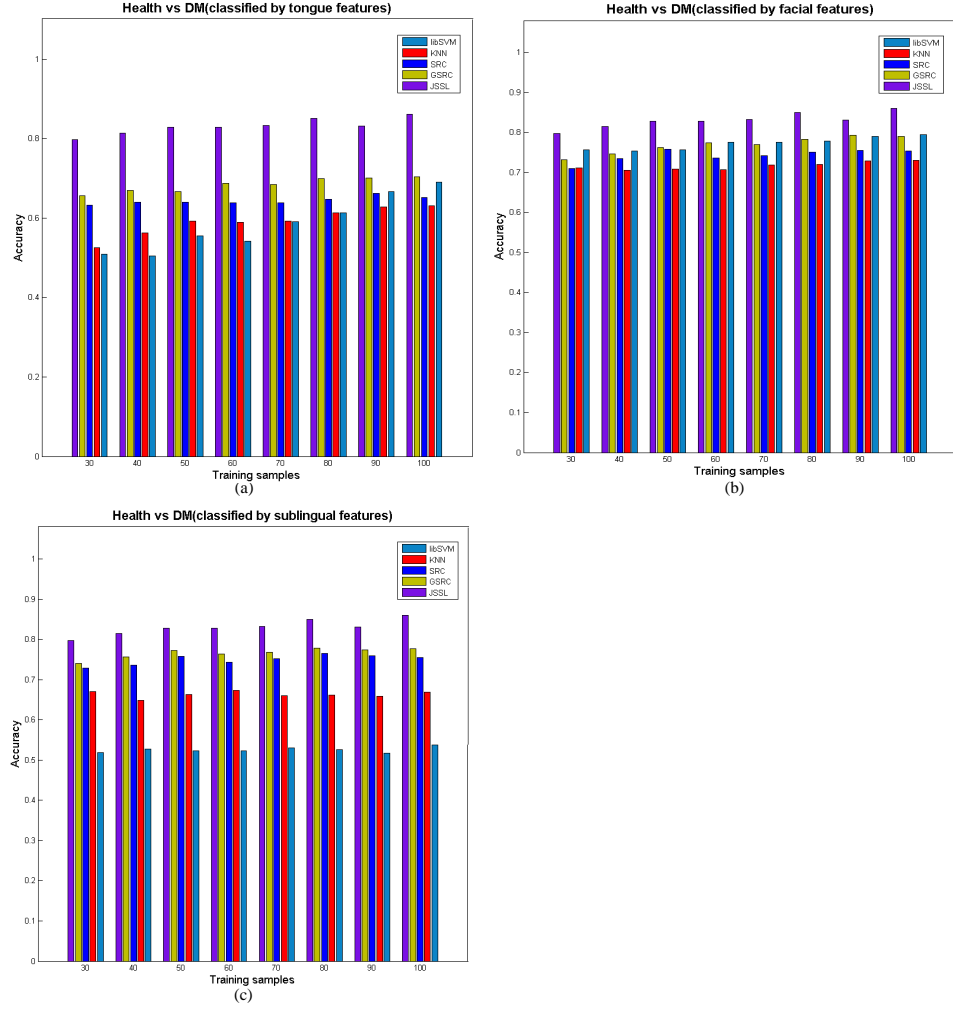 Health vs DM(classified by tongue features)
1
0.8
0.6
0.4
0.2
0
Accuracy
libSVM
KNN
SRC
GSRC
JSSL
30 40 50 60 70 80 90 100
Training samples
(a)
Health vs DM(classified by facial features)
1
0.9
0.8
0.7
0.6
0.5
0.4
0.3
0.2
0.1
0
Accuracy
libSVM
KNN
SRC
GSRC
JSSL
30 40 50 60 70 80 90 100
Training samples
(b)
Health vs DM(classified by sublingual features)
1
0.9
0.8
0.7
0.6
0.5
0.4
0.3
0.2
0.1
0
Accuracy
libSVM
KNN
SRC
GSRC
JSSL
30 40 50 60 70 80 90 100
Training samples
(c)